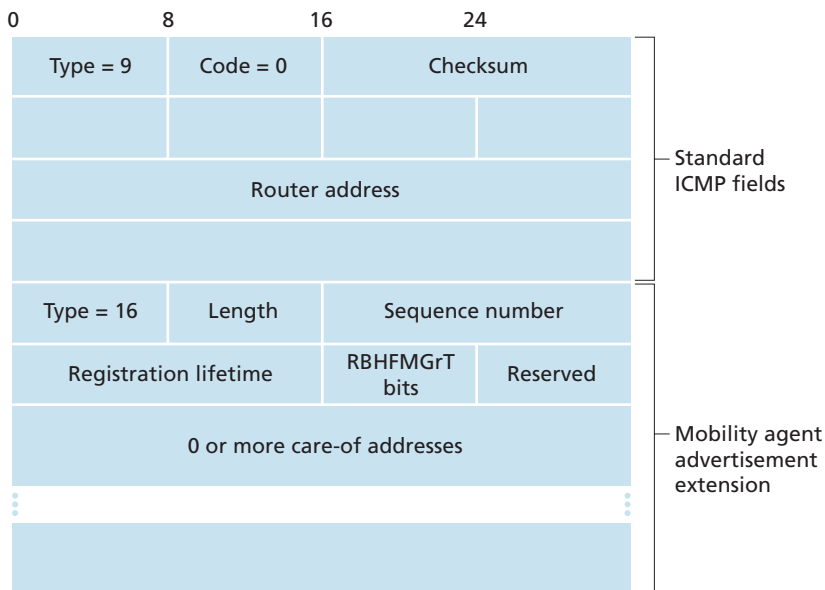 0 8 16 24
Type = 9 Code = 0 Checksum
Standard
ICMP fields
Router address
Type = 16 Length Sequence number
Registration lifetime RBHFMGrT
bits Reserved
0 or more care-of addresses
Mobility agent
advertisement
extension